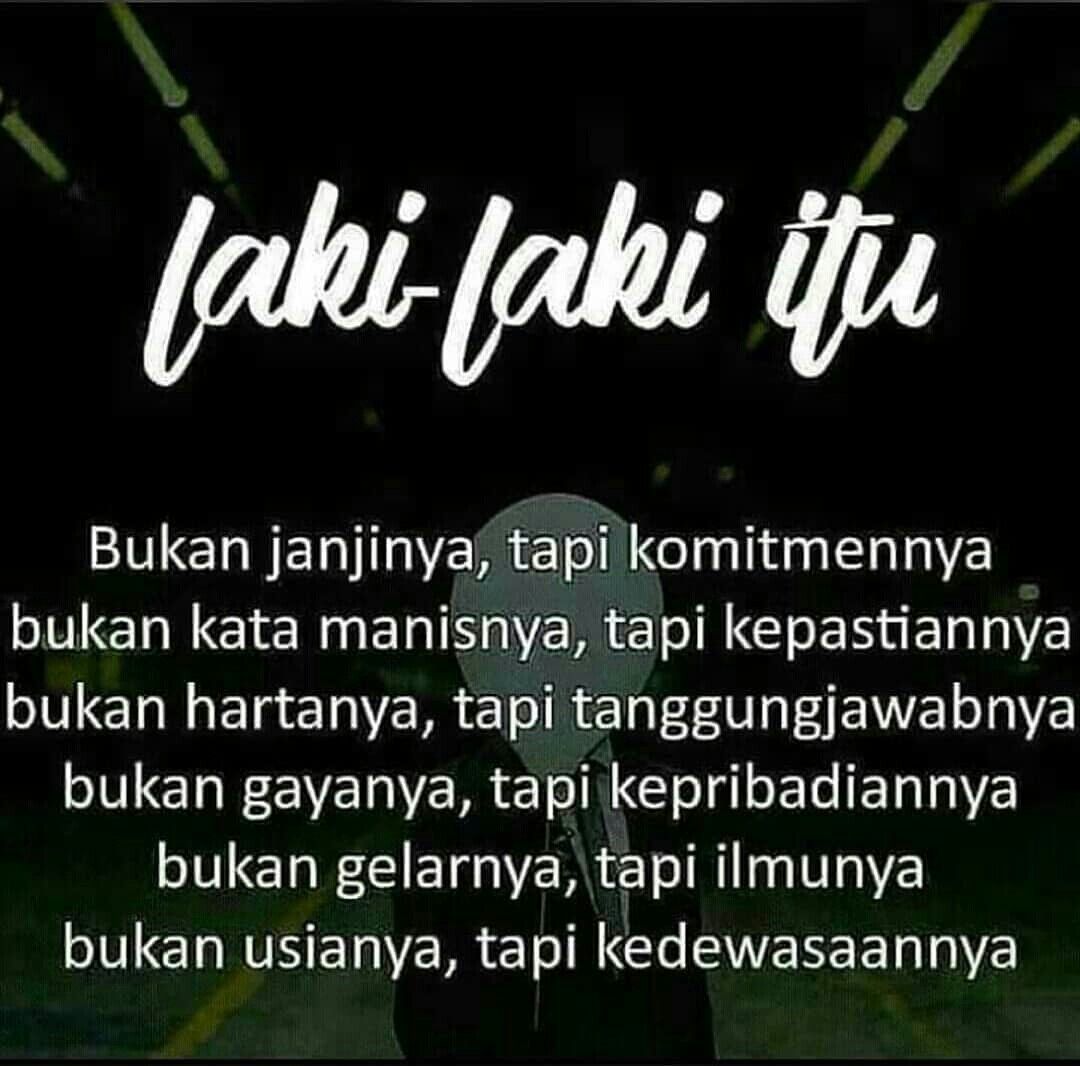 laki-laki itu
Bukan janjinya, tapi komitmennya
bukan kata manisnya, tapi kepastiannya
bukan hartanya, tapi tanggungjawabnya
bukan gayanya, tapi kepribadiannya
bukan gelarnya, tapi ilmunya
bukan usianya, tapi kedewasaannya